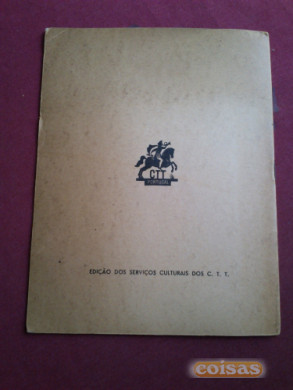 CTT
PORTUGAL
EDIÇÃO DOS SERVIÇOS CULTURAIS DOS C. T. T.
coisas